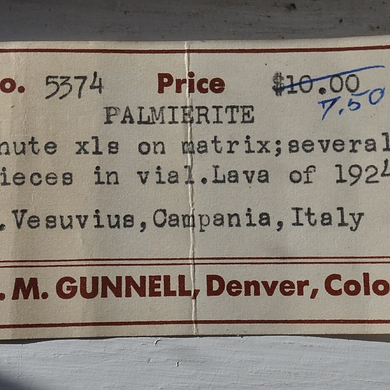 o. 5374 Price $10.00
7.50
PALMIERITE
nute xls on matrix;several
ieces in vial.Lava of 1924
.Vesuvius,Campania,Italy
. M. GUNNELL, Denver, Colo